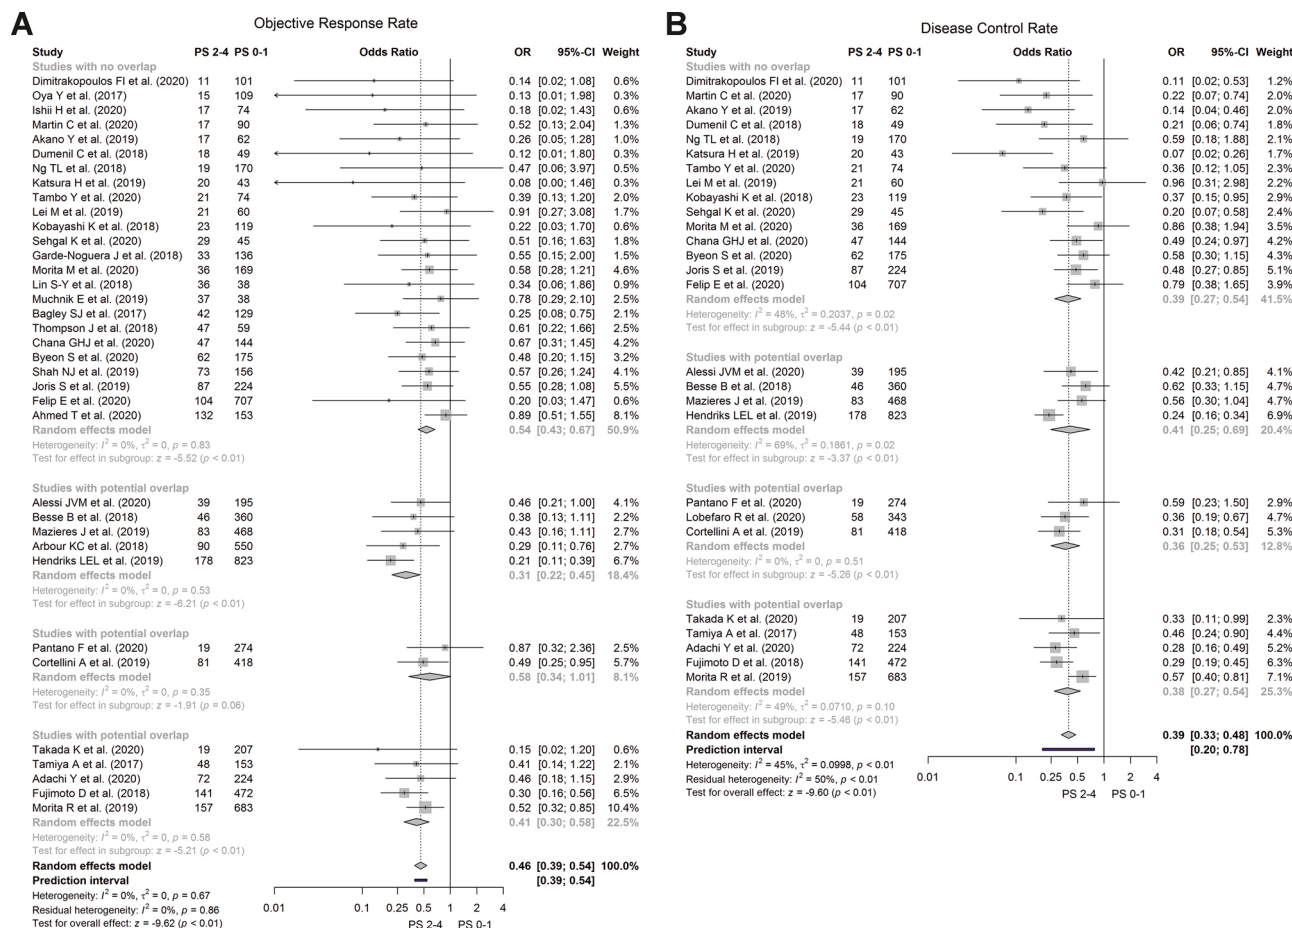 A
Objective Response Rate
Study PS 2-4 PS 0-1 Odds Ratio OR 95%-CI Weight
Studies with no overlap
Dimitrakopoulos FI et al. (2020) 11 101 0.14 [0.02; 1.08] 0.6%
Oya Y et al. (2017) 15 109 0.13 [0.01; 1.98] 0.3%
Ishii H et al. (2020) 17 74 0.18 [0.02; 1.43] 0.6%
Martin C et al. (2020) 17 90 0.52 [0.13; 2.04] 1.3%
Akano Y et al. (2019) 17 62 0.26 [0.05; 1.28] 1.0%
Dumenil C et al. (2018) 18 49 0.12 [0.01; 1.80] 0.3%
Ng TL et al. (2018) 19 170 0.47 [0.06; 3.97] 0.5%
Katsura H et al. (2019) 20 43 0.08 [0.00; 1.46] 0.3%
Tambo Y et al. (2020) 21 74 0.39 [0.13; 1.20] 2.0%
Lei M et al. (2019) 21 60 0.91 [0.27; 3.08] 1.7%
Kobayashi K et al. (2018) 23 119 0.22 [0.03; 1.70] 0.6%
Sehgal K et al. (2020) 29 45 0.51 [0.16; 1.63] 1.8%
Garde-Noguera J et al. (2018) 33 136 0.55 [0.15; 2.00] 1.5%
Morita M et al. (2020) 36 169 0.58 [0.28; 1.21] 4.6%
Lin S-Y et al. (2018) 36 38 0.34 [0.06; 1.86] 0.9%
Muchnik E et al. (2019) 37 38 0.78 [0.29; 2.10] 2.5%
Bagley SJ et al. (2017) 42 129 0.25 [0.08; 0.75] 2.1%
Thompson J et al. (2018) 47 59 0.61 [0.22; 1.66] 2.4%
Chana GHJ et al. (2020) 47 144 0.67 [0.31; 1.45] 4.2%
Byeon S et al. (2020) 62 175 0.48 [0.20; 1.15] 3.2%
Shah NJ et al. (2019) 73 156 0.57 [0.26; 1.24] 4.1%
Joris S et al. (2019) 87 224 0.55 [0.28; 1.08] 5.5%
Felip E et al. (2020) 104 707 0.20 [0.03; 1.47] 0.6%
Ahmed T et al. (2020) 132 153 0.89 [0.51; 1.55] 8.1%
Random effects model 0.54 [0.43; 0.67] 50.9%
Heterogeneity: I² = 0%, τ² = 0, p = 0.83
Test for effect in subgroup: z = -5.52 (p < 0.01)
Studies with potential overlap
Alessi JVM et al. (2020) 39 195 0.46 [0.21; 1.00] 4.1%
Besse B et al. (2018) 46 360 0.38 [0.13; 1.11] 2.2%
Mazieres J et al. (2019) 83 468 0.43 [0.16; 1.11] 2.7%
Arbour KC et al. (2018) 90 550 0.29 [0.11; 0.76] 2.7%
Hendriks LEL et al. (2019) 178 823 0.21 [0.11; 0.39] 6.7%
Random effects model 0.31 [0.22; 0.45] 18.4%
Heterogeneity: I² = 0%, τ² = 0, p = 0.53
Test for effect in subgroup: z = -6.21 (p < 0.01)
Studies with potential overlap
Pantano F et al. (2020) 19 274 0.87 [0.32; 2.36] 2.5%
Cortellini A et al. (2019) 81 418 0.49 [0.25; 0.95] 5.7%
Random effects model 0.58 [0.34; 1.01] 8.1%
Heterogeneity: I² = 0%, τ² = 0, p = 0.35
Test for effect in subgroup: z = -1.91 (p = 0.06)
Studies with potential overlap
Takada K et al. (2020) 19 207 0.15 [0.02; 1.20] 0.6%
Tamiya A et al. (2017) 48 153 0.41 [0.14; 1.22] 2.1%
Adachi Y et al. (2020) 72 224 0.46 [0.18; 1.15] 2.9%
Fujimoto D et al. (2018) 141 472 0.30 [0.16; 0.56] 6.5%
Morita R et al. (2019) 157 683 0.52 [0.32; 0.85] 10.4%
Random effects model 0.41 [0.30; 0.58] 22.5%
Heterogeneity: I² = 0%, τ² = 0, p = 0.58
Test for effect in subgroup: z = -5.21 (p < 0.01)
Random effects model 0.46 [0.39; 0.54] 100.0%
Prediction interval [0.39; 0.54]
Heterogeneity: I² = 0%, τ² = 0, p = 0.67
Residual heterogeneity: I² = 0%, p = 0.86
Test for overall effect: z = -9.62 (p < 0.01)
0.01 0.1 0.25 0.5 1 2 4
PS 2-4 PS 0-1
B
Disease Control Rate
Study PS 2-4 PS 0-1 Odds Ratio OR 95%-CI Weight
Studies with no overlap
Dimitrakopoulos FI et al. (2020) 11 101 0.11 [0.02; 0.53] 1.2%
Martin C et al. (2020) 17 90 0.22 [0.07; 0.74] 2.0%
Akano Y et al. (2019) 17 62 0.14 [0.04; 0.46] 2.0%
Dumenil C et al. (2018) 18 49 0.21 [0.06; 0.74] 1.8%
Ng TL et al. (2018) 19 170 0.59 [0.18; 1.88] 2.1%
Katsura H et al. (2019) 20 43 0.07 [0.02; 0.26] 1.7%
Tambo Y et al. (2020) 21 74 0.36 [0.12; 1.05] 2.4%
Lei M et al. (2019) 21 60 0.96 [0.31; 2.98] 2.2%
Kobayashi K et al. (2018) 23 119 0.37 [0.15; 0.95] 2.9%
Sehgal K et al. (2020) 29 45 0.20 [0.07; 0.58] 2.4%
Morita M et al. (2020) 36 169 0.86 [0.38; 1.94] 3.5%
Chana GHJ et al. (2020) 47 144 0.49 [0.24; 0.97] 4.2%
Byeon S et al. (2020) 62 175 0.58 [0.30; 1.15] 4.3%
Joris S et al. (2019) 87 224 0.48 [0.27; 0.85] 5.1%
Felip E et al. (2020) 104 707 0.79 [0.38; 1.65] 3.9%
Random effects model 0.39 [0.27; 0.54] 41.5%
Heterogeneity: I² = 48%, τ² = 0.2037, p = 0.02
Test for effect in subgroup: z = -5.44 (p < 0.01)
Studies with potential overlap
Alessi JVM et al. (2020) 39 195 0.42 [0.21; 0.85] 4.1%
Besse B et al. (2018) 46 360 0.62 [0.33; 1.15] 4.7%
Mazieres J et al. (2019) 83 468 0.56 [0.30; 1.04] 4.7%
Hendriks LEL et al. (2019) 178 823 0.24 [0.16; 0.34] 6.9%
Random effects model 0.41 [0.25; 0.69] 20.4%
Heterogeneity: I² = 69%, τ² = 0.1861, p = 0.02
Test for effect in subgroup: z = -3.37 (p < 0.01)
Studies with potential overlap
Pantano F et al. (2020) 19 274 0.59 [0.23; 1.50] 2.9%
Lobefaro R et al. (2020) 58 343 0.36 [0.19; 0.67] 4.7%
Cortellini A et al. (2019) 81 418 0.31 [0.18; 0.54] 5.3%
Random effects model 0.36 [0.25; 0.53] 12.8%
Heterogeneity: I² = 0%, τ² = 0, p = 0.51
Test for effect in subgroup: z = -5.26 (p < 0.01)
Studies with potential overlap
Takada K et al. (2020) 19 207 0.33 [0.11; 0.99] 2.3%
Tamiya A et al. (2017) 48 153 0.46 [0.24; 0.90] 4.4%
Adachi Y et al. (2020) 72 224 0.28 [0.16; 0.49] 5.2%
Fujimoto D et al. (2018) 141 472 0.29 [0.19; 0.45] 6.3%
Morita R et al. (2019) 157 683 0.57 [0.40; 0.81] 7.1%
Random effects model 0.38 [0.27; 0.54] 25.3%
Heterogeneity: I² = 49%, τ² = 0.0710, p = 0.10
Test for effect in subgroup: z = -5.46 (p < 0.01)
Random effects model 0.39 [0.33; 0.48] 100.0%
Prediction interval [0.20; 0.78]
Heterogeneity: I² = 45%, τ² = 0.0998, p < 0.01
Residual heterogeneity: I² = 50%, p < 0.01
Test for overall effect: z = -9.60 (p < 0.01)
0.01 0.1 0.25 0.5 1 2 4
PS 2-4 PS 0-1